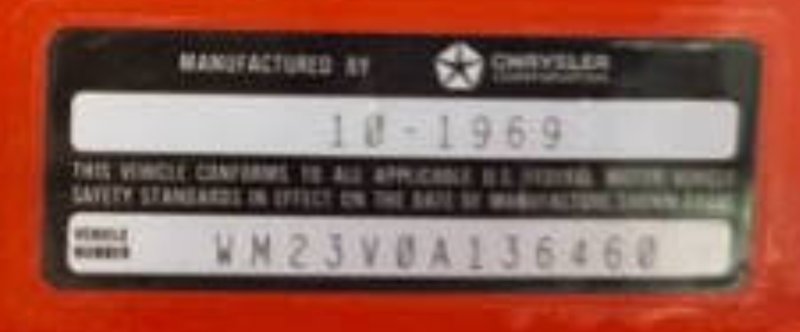 MANUFACTURED BY CHRYSLER CORPORATION
10-1969
THIS VEHICLE CONFORMS TO ALL APPLICABLE U.S. FEDERAL MOTOR VEHICLE
SAFETY STANDARDS IN EFFECT ON THE DATE OF MANUFACTURE SHOWN
VEHICLE
NUMBER WM23V0A136460